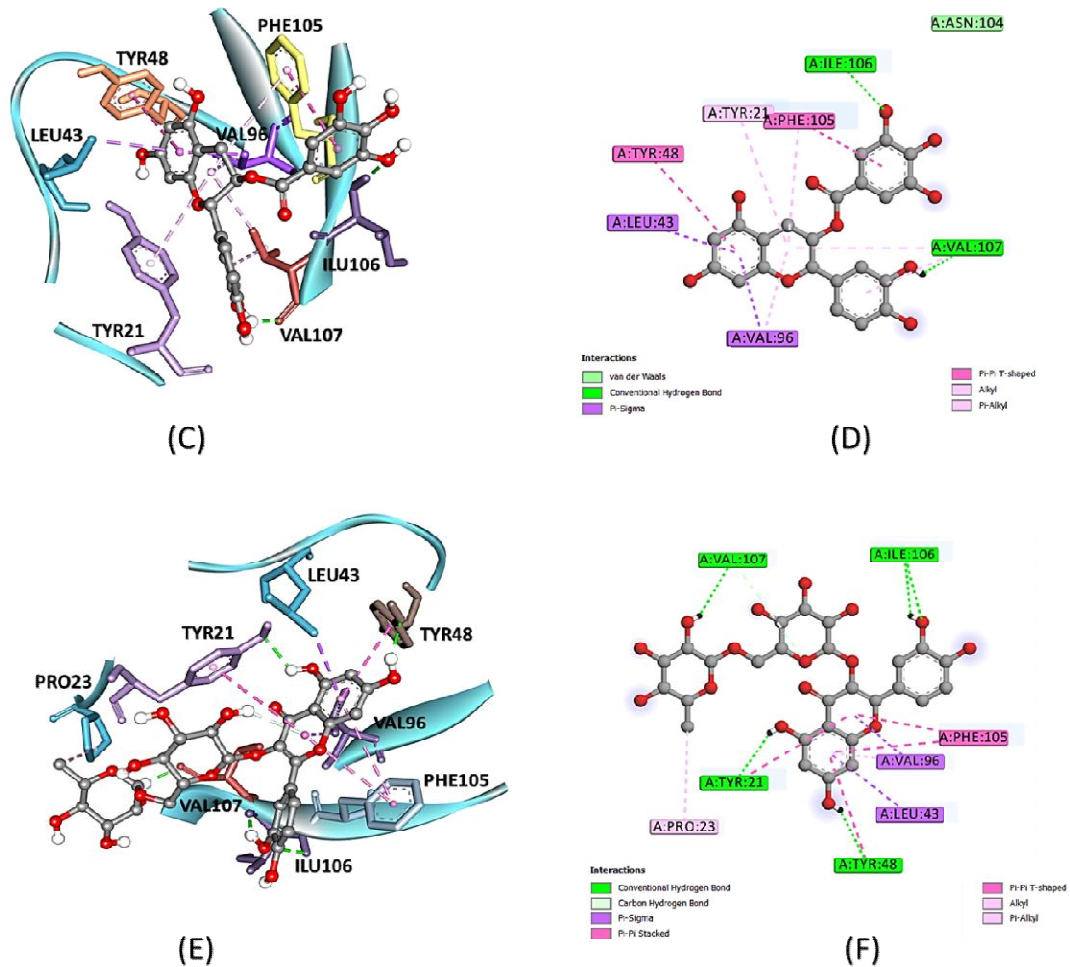 PHE105
TYR48
LEU43
VAL96
ILU106
TYR21
VAL107
(C)
A:ASN:104
A:ILE:106
A:TYR:21
A:PHE:105
A:TYR:48
A:LEU:43
A:VAL:107
A:VAL:96
Interactions
van der Waals
Conventional Hydrogen Bond
Pi-Sigma
Pi-Pi T-shaped
Alkyl
Pi-Alkyl
(D)
LEU43
TYR21
TYR48
PRO23
VAL96
PHE105
VAL107
ILU106
(E)
A:VAL:107
A:ILE:106
A:PHE:105
A:VAL:96
A:TYR:21
A:LEU:43
A:PRO:23
A:TYR:48
Interactions
Conventional Hydrogen Bond
Carbon Hydrogen Bond
Pi-Sigma
Pi-Pi Stacked
Pi-Pi T-shaped
Alkyl
Pi-Alkyl
(F)